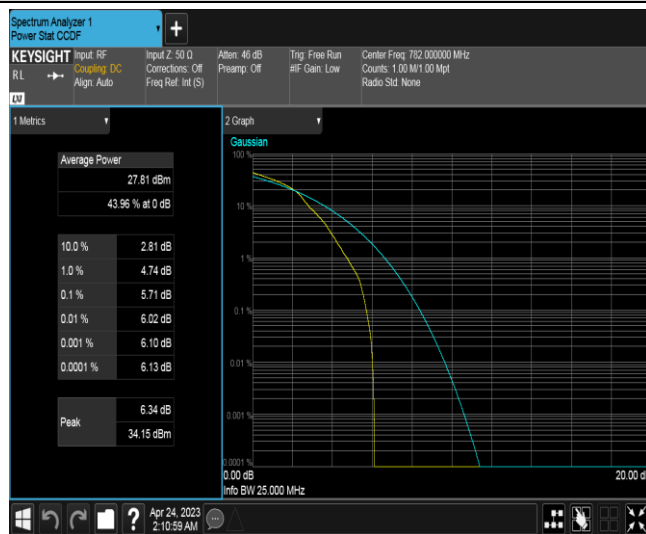 Spectrum Analyzer 1
Power Stat CCDF
KEYSIGHT
RL
LXI
Input: RF
Coupling: DC
Align: Auto
Input Z: 50 Ω
Corrections: Off
Freq Ref: Int (S)
Atten: 46 dB
Preamp: Off
Trig: Free Run
#IF Gain: Low
Center Freq: 782.000000 MHz
Counts: 1.00 M/1.00 Mpt
Radio Std: None
1 Metrics
Average Power
27.81 dBm
43.96 % at 0 dB
10.0 % 2.81 dB
1.0 % 4.74 dB
0.1 % 5.71 dB
0.01 % 6.02 dB
0.001 % 6.10 dB
0.0001 % 6.13 dB
Peak
6.34 dB
34.15 dBm
2 Graph
Gaussian
100 %
10 %
1 %
0.1 %
0.01 %
0.001 %
0.0001 %
0.00 dB
20.00 d
Info BW 25.000 MHz
?
Apr 24, 2023
2:10:59 AM